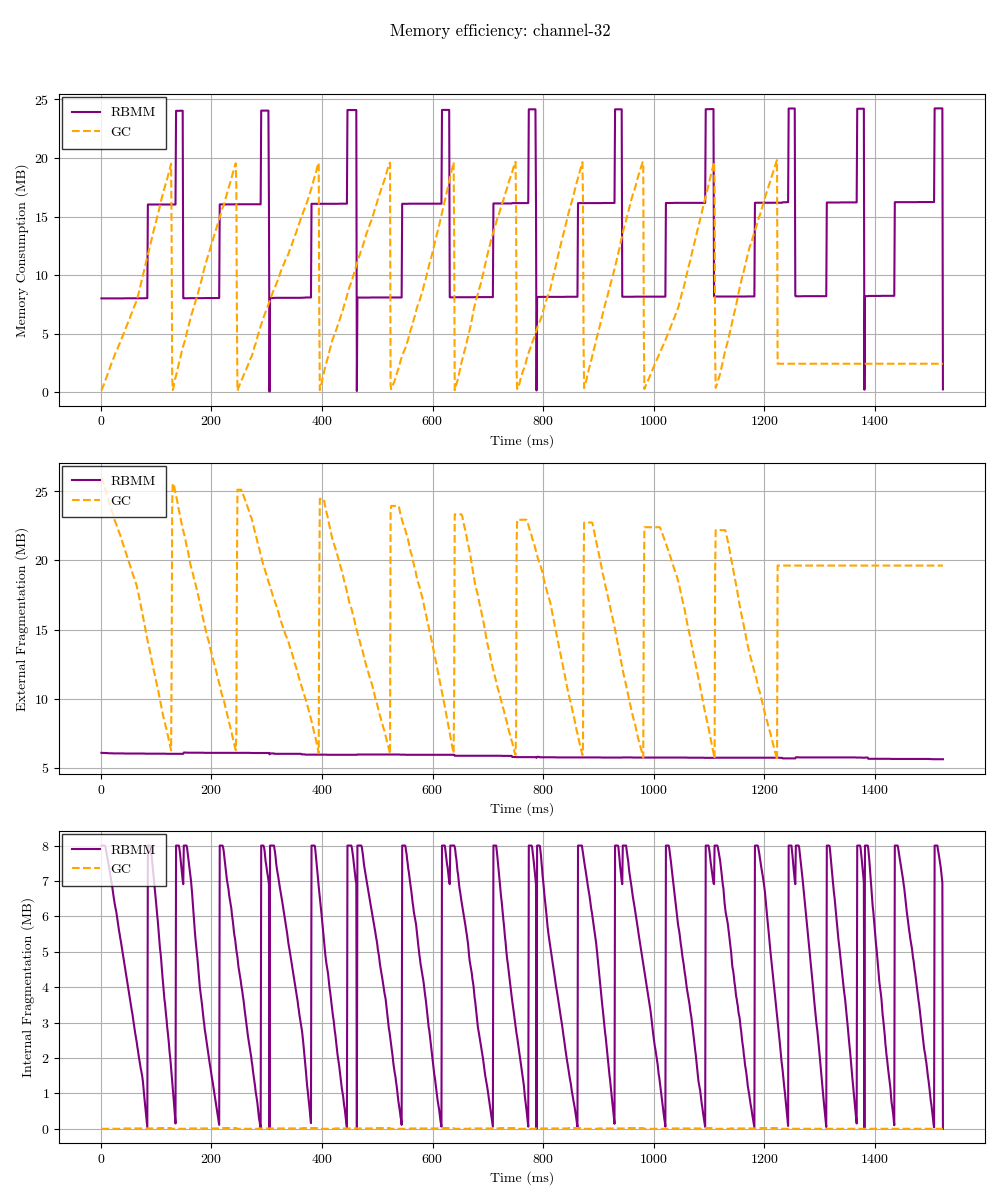 Memory efficiency: channel-32
25
20
15
10
5
0
Memory Consumption (MB)
RBMM
GC
0 200 400 600 800 1000 1200 1400
Time (ms)
25
20
15
10
5
External Fragmentation (MB)
RBMM
GC
0 200 400 600 800 1000 1200 1400
Time (ms)
8
7
6
5
4
3
2
1
0
Internal Fragmentation (MB)
RBMM
GC
0 200 400 600 800 1000 1200 1400
Time (ms)